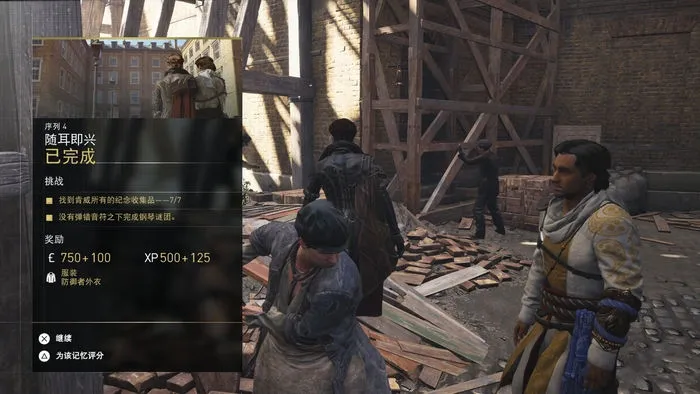 序列 4
随耳即兴
已完成
挑战
找到肯威所有的纪念收集品——7/7
没有弹错音符之下完成钢琴谜团。
奖励
£ 750+100 XP 500+125
服装
防御者外衣
继续
为该记忆评分